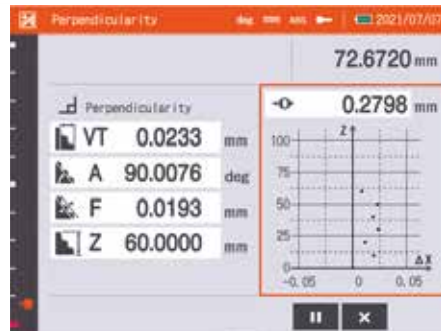 Perpendicularity deg mm ABS 2021/07/07
72.6720 mm
Perpendicularity
0.2798 mm
VT 0.0233 mm
A 90.0076 deg
F 0.0193 mm
Z 60.0000 mm
Z
100
75
50
25
0
ΔX
-0.05 0 0.05